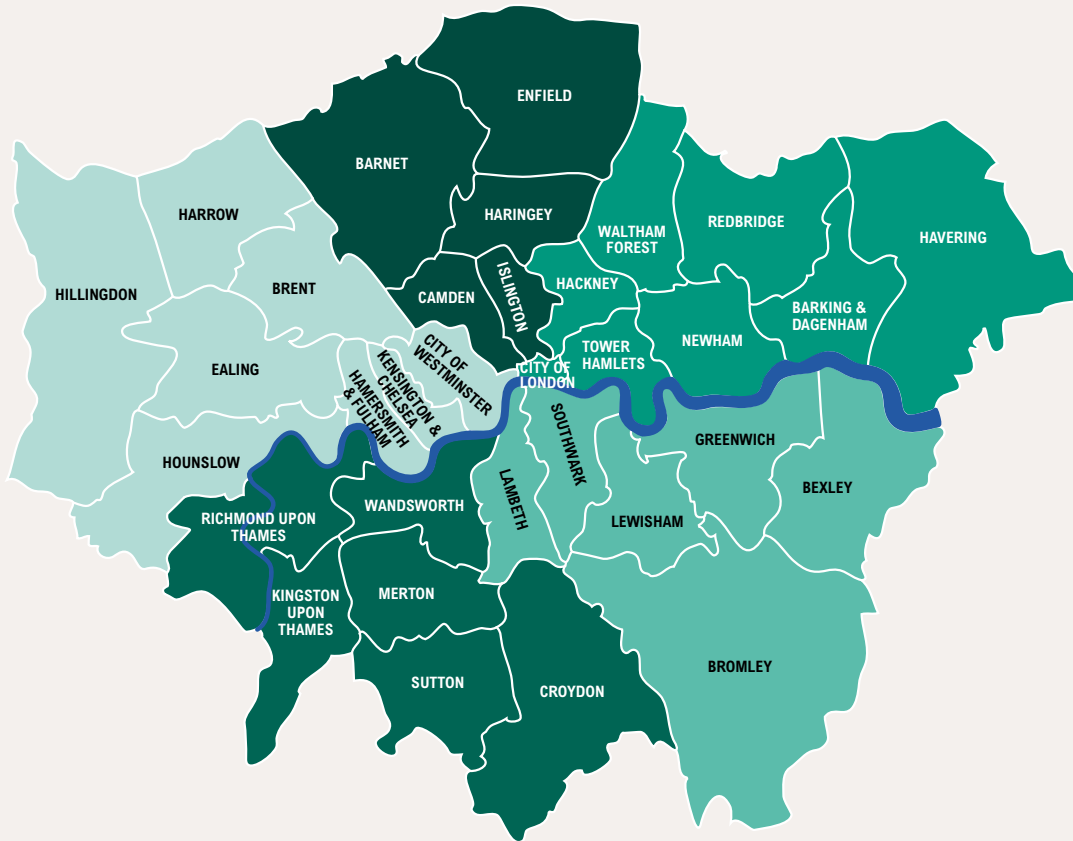 ENFIELD
BARNET
HARROW
HARINGEY
REDBRIDGE
WALTHAM
FOREST
HAVERING
HILLINGDON
BRENT
CAMDEN
ISLINGTON
HACKNEY
BARKING &
DAGENHAM
EALING
CITY OF
WESTMINSTER
KENSINGTON &
CHELSEA
HAMERSMITH
& FULHAM
CITY OF
LONDON
TOWER
HAMLETS
NEWHAM
HOUNSLOW
SOUTHWARK
GREENWICH
BEXLEY
RICHMOND UPON
THAMES
WANDSWORTH
LAMBETH
LEWISHAM
KINGSTON
UPON
THAMES
MERTON
SUTTON
CROYDON
BROMLEY